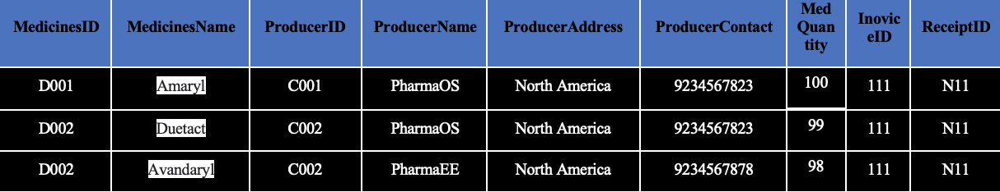 MedicinesID MedicinesName ProducerID ProducerName ProducerAddress ProducerContact Med Quan tity Inovic eID ReceiptID
D001 Amaryl C001 PharmaOS North America 9234567823 100 111 N11
D002 Duetact C002 PharmaOS North America 9234567823 99 111 N11
D002 Avandaryl C002 PharmaEE North America 9234567878 98 111 N11